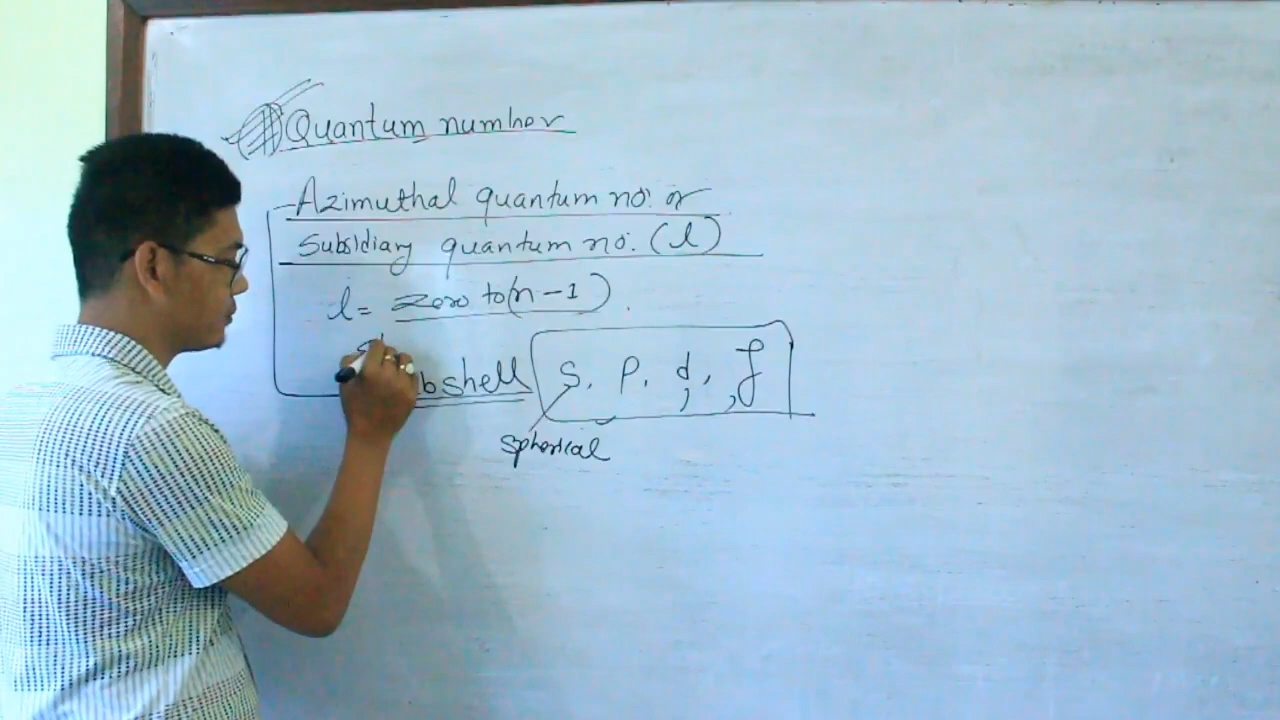 Quantum number
Azimuthal quantum no. or
Subsidiary quantum no. (l)
l = Zero to (n-1)
bshell s, p, d, f
spherical